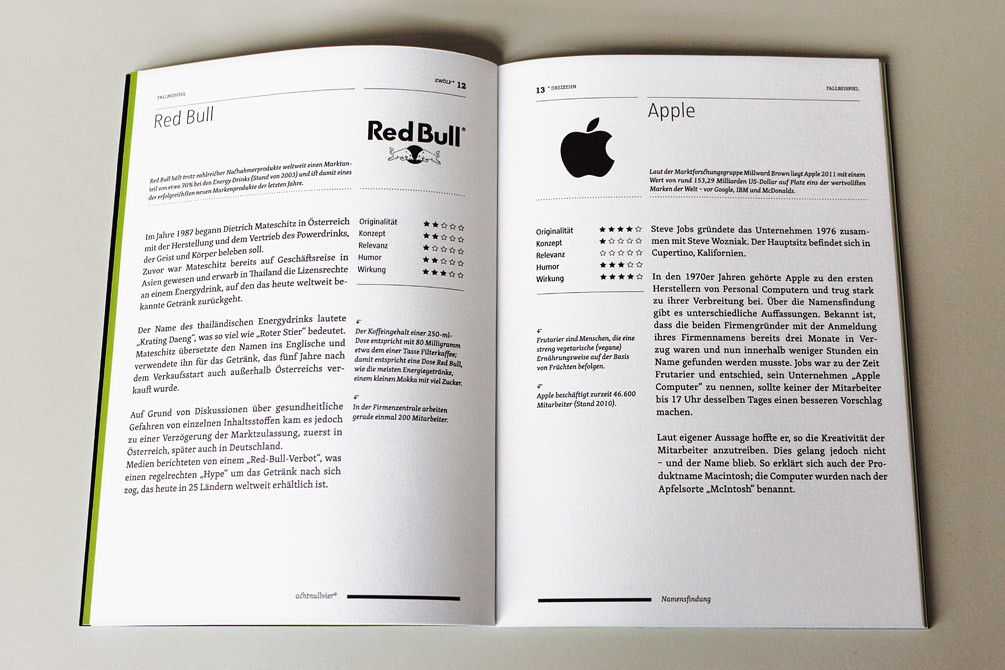 FALLBEISPIEL
ZWÖLF * 12
Red Bull
Red Bull®
Red Bull hält trotz zahlreicher Nachahmerprodukte weltweit einen Marktan-
teil von etwa 70% bei den Energy Drinks (Stand von 2003) und ist damit eines
der erfolgreichsten neuen Markenprodukte der letzten Jahre.
Im Jahre 1987 begann Dietrich Mateschitz in Österreich
mit der Herstellung und dem Vertrieb des Powerdrinks,
der Geist und Körper beleben soll.
Zuvor war Mateschitz bereits auf Geschäftsreise in
Asien gewesen und erwarb in Thailand die Lizensrechte
an einem Energydrink, auf den das heute weltweit be-
kannte Getränk zurückgeht.
Der Name des thailändischen Energydrinks lautete
„Krating Daeng“, was so viel wie „Roter Stier“ bedeutet.
Mateschitz übersetzte den Namen ins Englische und
verwendete ihn für das Getränk, das fünf Jahre nach
dem Verkaufsstart auch außerhalb Österreichs ver-
kauft wurde.
Auf Grund von Diskussionen über gesundheitliche
Gefahren von einzelnen Inhaltsstoffen kam es jedoch
zu einer Verzögerung der Marktzulassung, zuerst in
Österreich, später auch in Deutschland.
Medien berichteten von einem „Red-Bull-Verbot“, was
einen regelrechten „Hype“ um das Getränk nach sich
zog, das heute in 25 Ländern weltweit erhältlich ist.
Originalität ★★☆☆☆
Konzept ★★☆☆☆
Relevanz ★☆☆☆☆
Humor ★★☆☆☆
Wirkung ★★★☆☆
Der Koffeingehalt einer 250-ml-
Dose entspricht mit 80 Milligramm
etwa dem einer Tasse Filterkaffee;
damit entspricht eine Dose Red Bull,
wie die meisten Energiegetränke,
einem kleinen Mokka mit viel Zucker.
In der Firmenzentrale arbeiten
gerade einmal 200 Mitarbeiter.
13 * DREIZEHN
FALLBEISPIEL
Apple
Laut der Marktforschungsgruppe Millward Brown liegt Apple 2011 mit einem
Wert von rund 153,29 Milliarden US-Dollar auf Platz eins der wertvollsten
Marken der Welt – vor Google, IBM und McDonalds.
Originalität ★★★★☆
Konzept ★☆☆☆☆
Relevanz ☆☆☆☆☆
Humor ★★★☆☆
Wirkung ★★★★☆
Frutarier sind Menschen, die eine
streng vegetarische (vegane)
Ernährungsweise auf der Basis
von Früchten befolgen.
Apple beschäftigt zurzeit 46.600
Mitarbeiter (Stand 2010).
Steve Jobs gründete das Unternehmen 1976 zusam-
men mit Steve Wozniak. Der Hauptsitz befindet sich in
Cupertino, Kalifornien.
In den 1970er Jahren gehörte Apple zu den ersten
Herstellern von Personal Computern und trug stark
zu ihrer Verbreitung bei. Über die Namensfindung
gibt es unterschiedliche Auffassungen. Bekannt ist,
dass die beiden Firmengründer mit der Anmeldung
ihres Firmennamens bereits drei Monate in Ver-
zug waren und nun innerhalb weniger Stunden ein
Name gefunden werden musste. Jobs war zu der Zeit
Frutarier und entschied, sein Unternehmen „Apple
Computer“ zu nennen, sollte keiner der Mitarbeiter
bis 17 Uhr desselben Tages einen besseren Vorschlag
machen.
Laut eigener Aussage hoffte er, so die Kreativität der
Mitarbeiter anzutreiben. Dies gelang jedoch nicht
– und der Name blieb. So erklärt sich auch der Pro-
duktname Macintosh; die Computer wurden nach der
Apfelsorte „McIntosh“ benannt.
Namensfindung